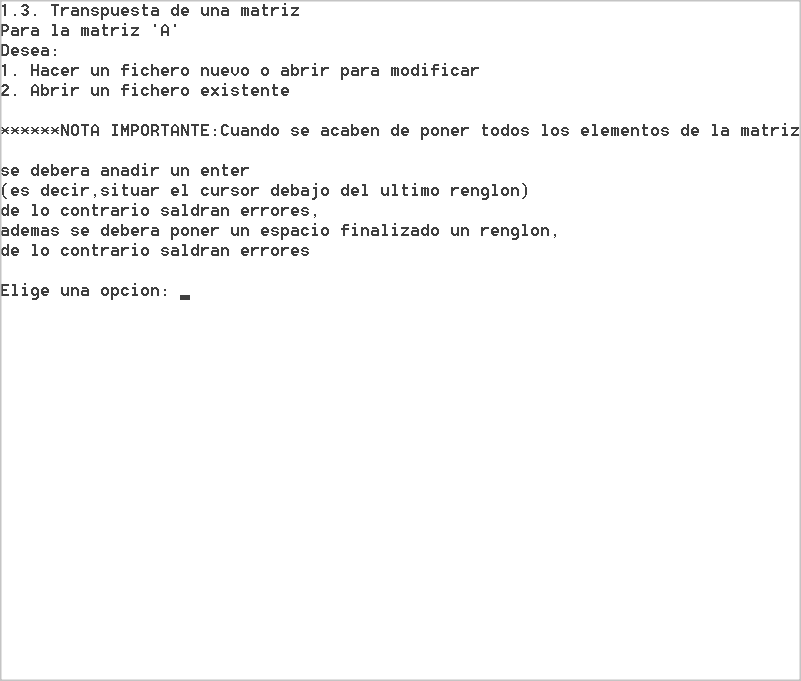 1.3. Transpuesta de una matriz
Para la matriz 'A'
Desea:
1. Hacer un fichero nuevo o abrir para modificar
2. Abrir un fichero existente
******NOTA IMPORTANTE:Cuando se acaben de poner todos los elementos de la matriz
se debera anadir un enter
(es decir,situar el cursor debajo del ultimo renglon)
de lo contrario saldran errores,
ademas se debera poner un espacio finalizado un renglon,
de lo contrario saldran errores
Elige una opcion: _